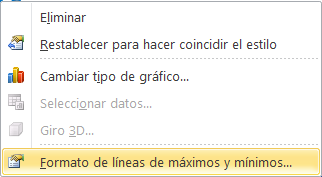 Eliminar
Restablecer para hacer coincidir el estilo
Cambiar tipo de gráfico...
Seleccionar datos...
Giro 3D...
Formato de líneas de máximos y mínimos...